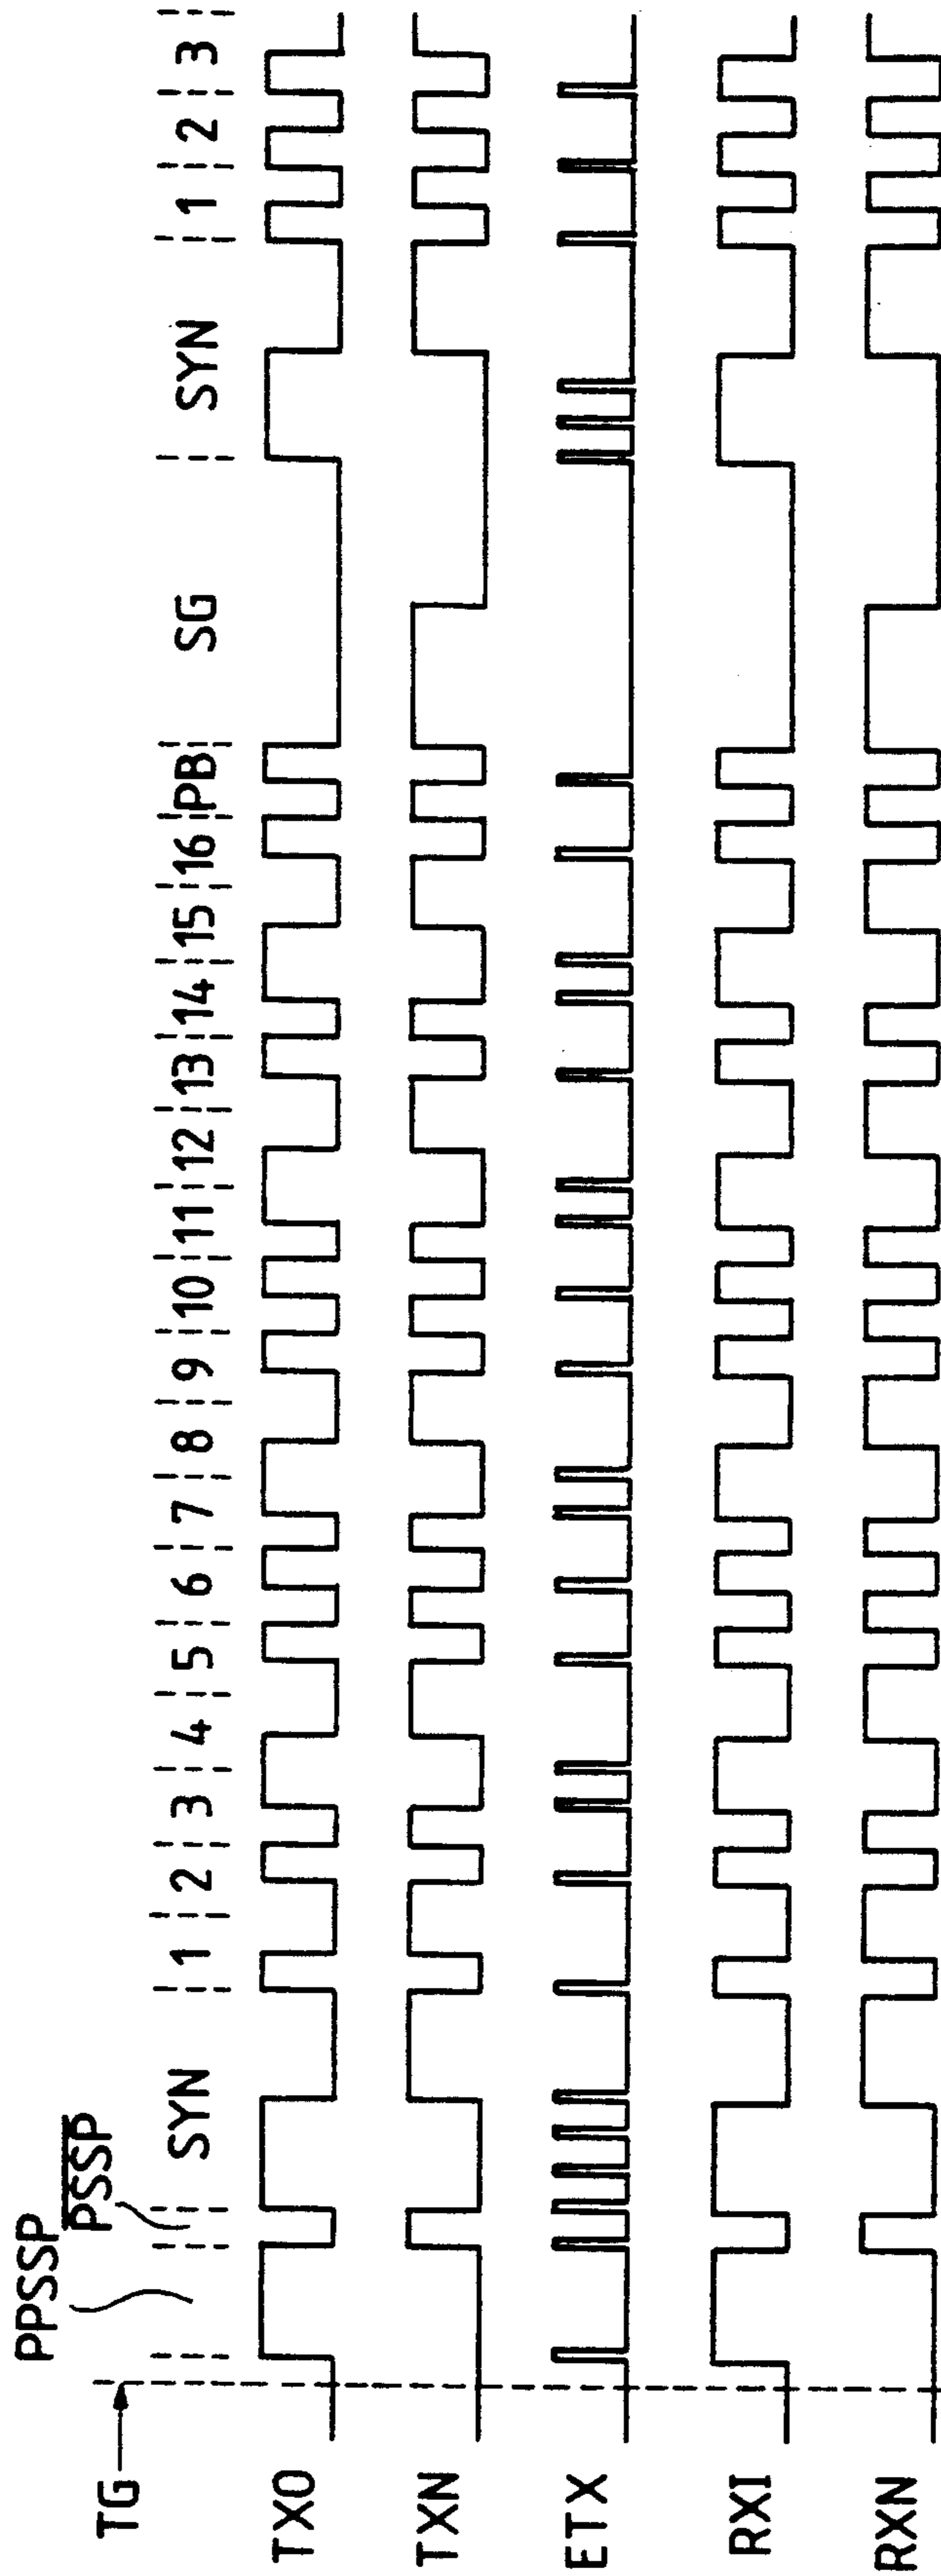 PPSSP
PSSP
TG
SYN 1 2 3 4 5 6 7 8 9 10 11 12 13 14 15 16 PB SG SYN 1 2 3
TXO
TXN
ETX
RXI
RXN